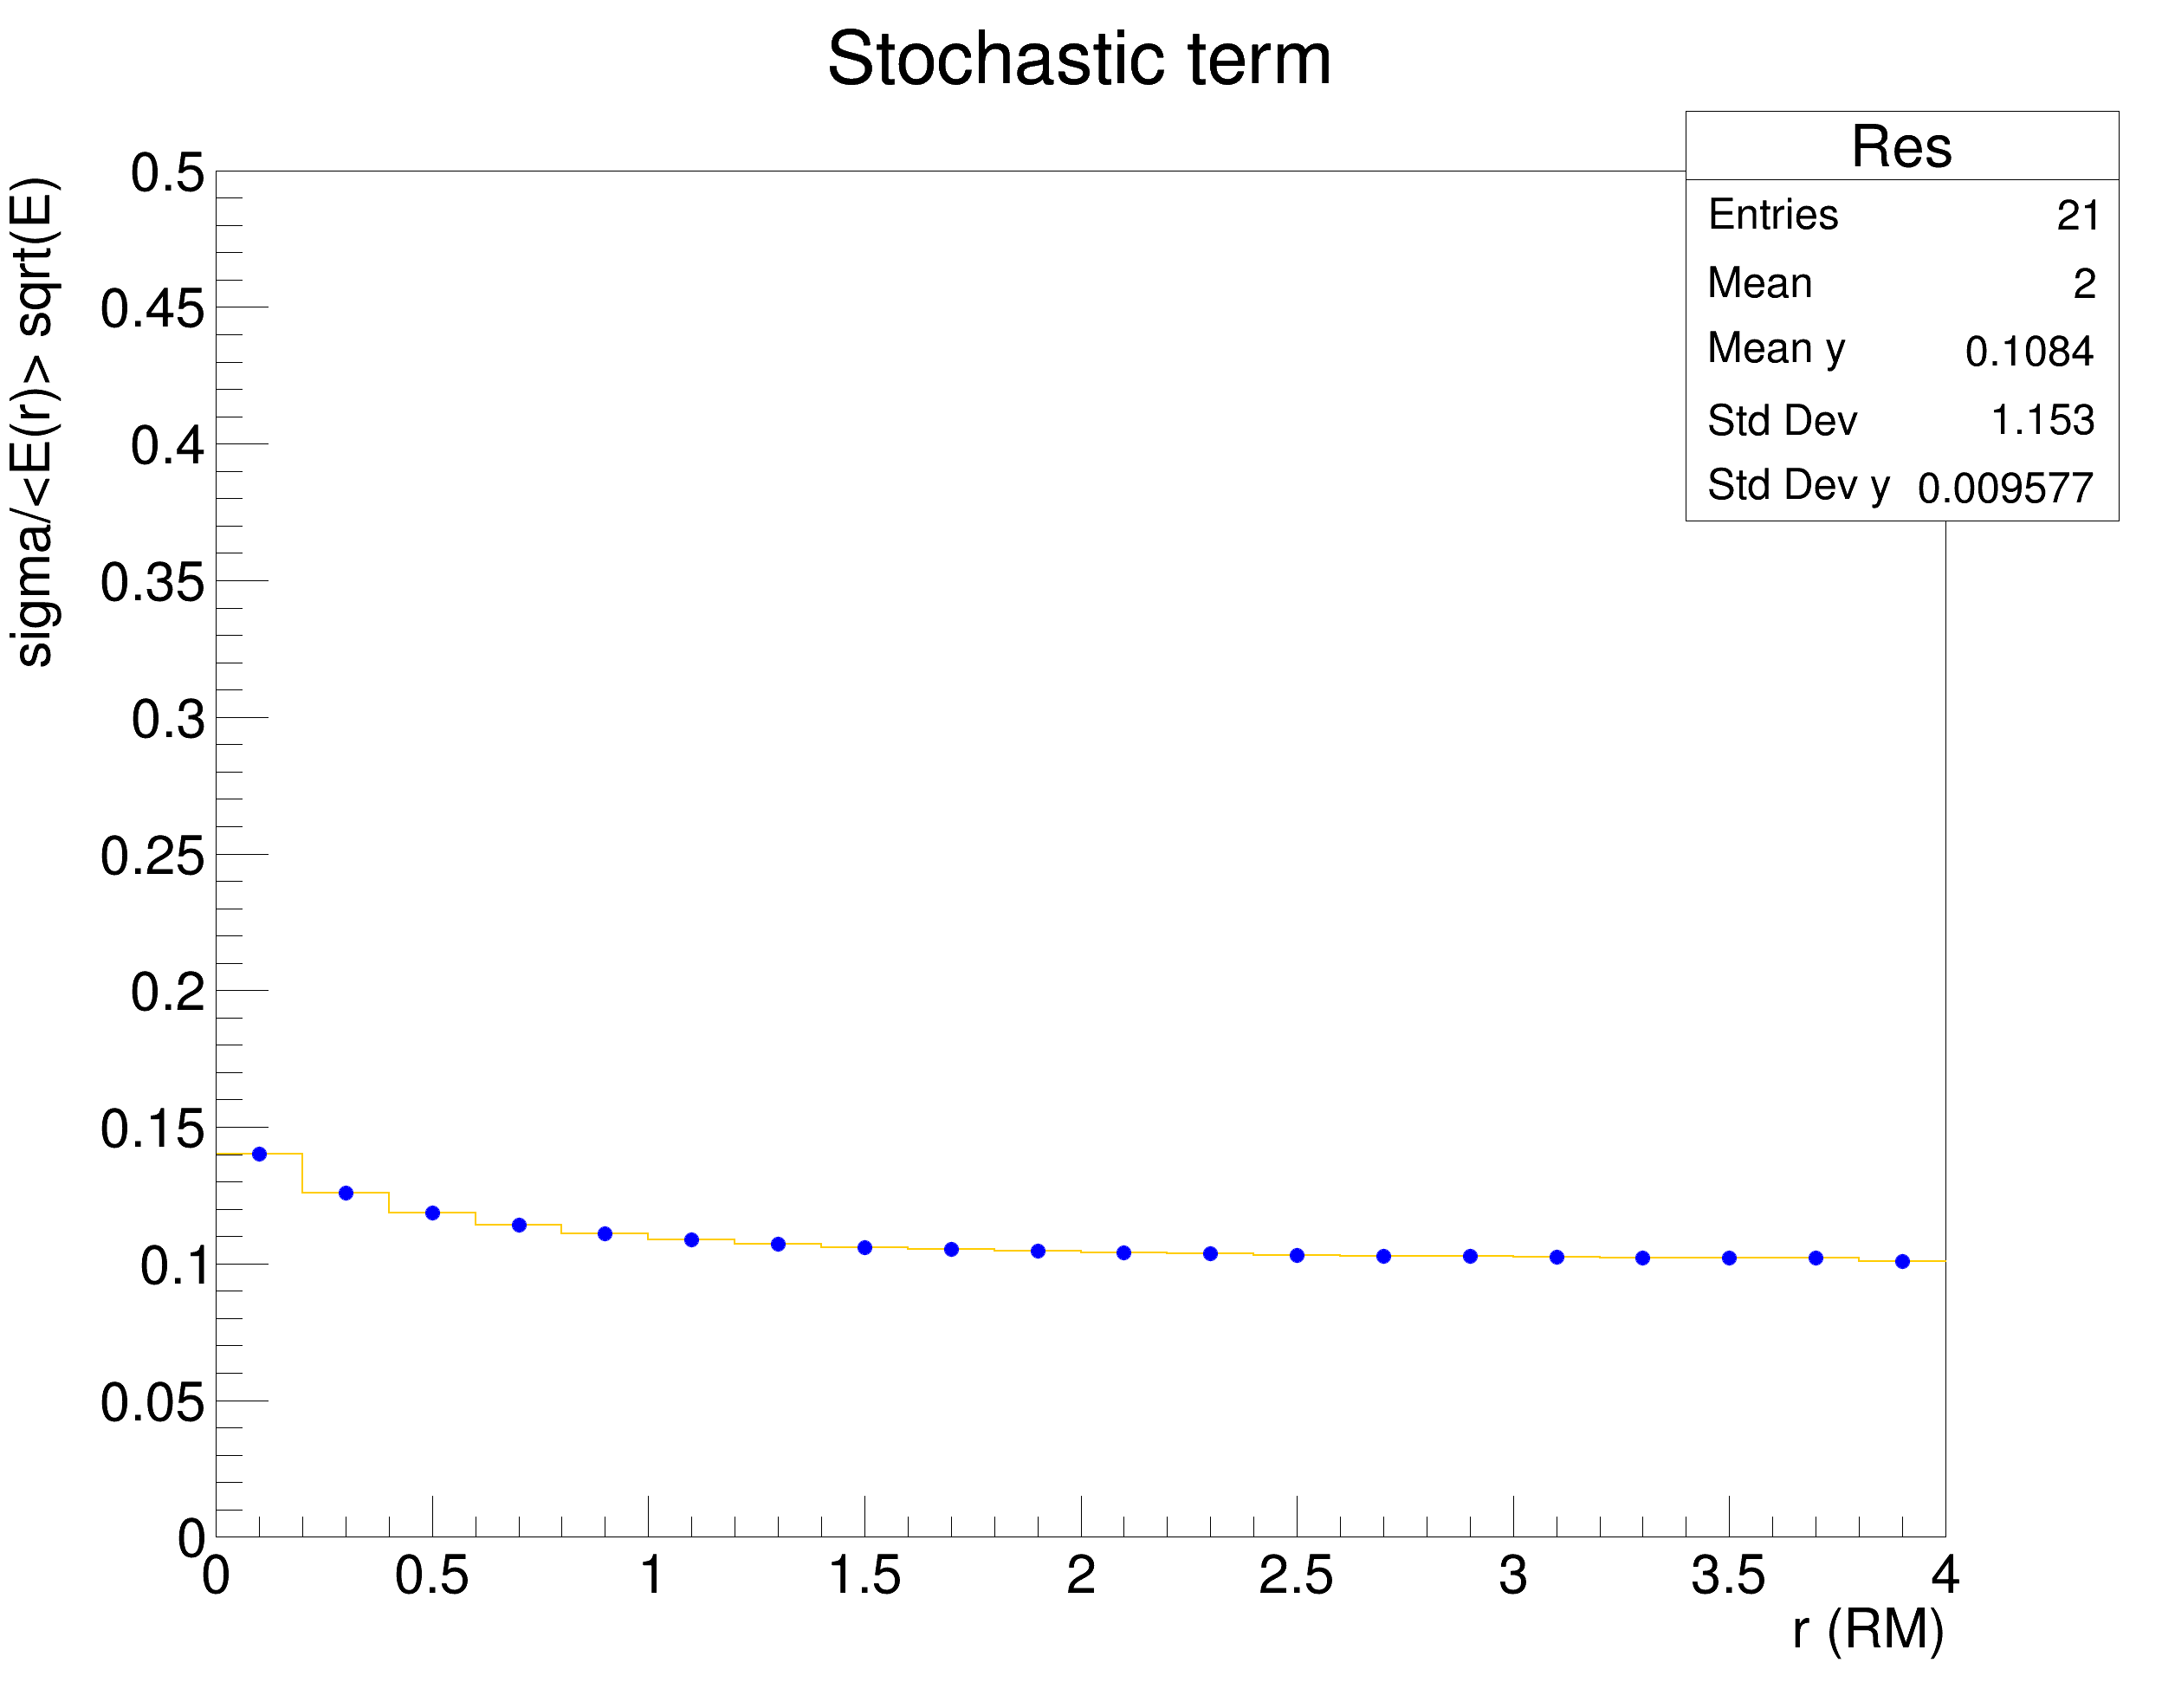 Stochastic term
Res
Entries 21
Mean 2
Mean y 0.1084
Std Dev 1.153
Std Dev y 0.009577
sigma/<E(r)> sqrt(E)
0.5
0.45
0.4
0.35
0.3
0.25
0.2
0.15
0.1
0.05
0
0 0.5 1 1.5 2 2.5 3 3.5 4
r (RM)